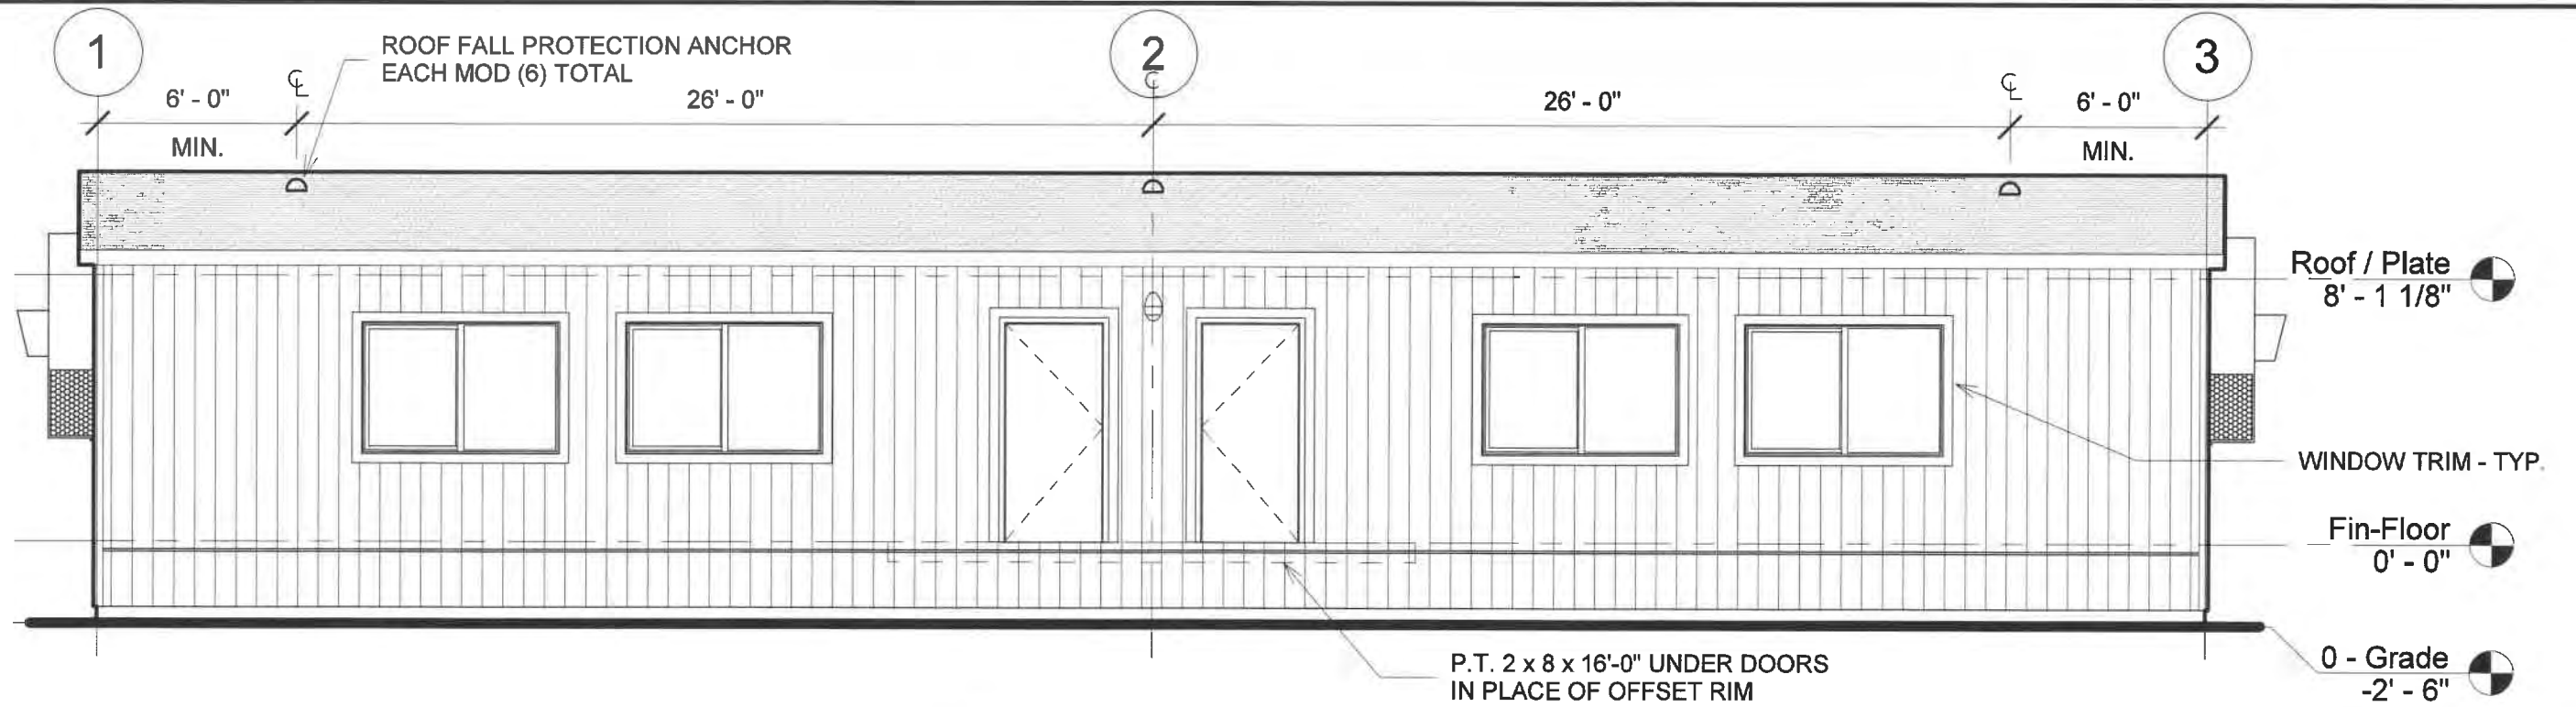 1
2
3
ROOF FALL PROTECTION ANCHOR
EACH MOD (6) TOTAL
℄
℄
℄
6' - 0"
26' - 0"
26' - 0"
6' - 0"
MIN.
MIN.
Roof / Plate
8' - 1 1/8"
WINDOW TRIM - TYP.
Fin-Floor
0' - 0"
P.T. 2 x 8 x 16'-0" UNDER DOORS
IN PLACE OF OFFSET RIM
0 - Grade
-2' - 6"